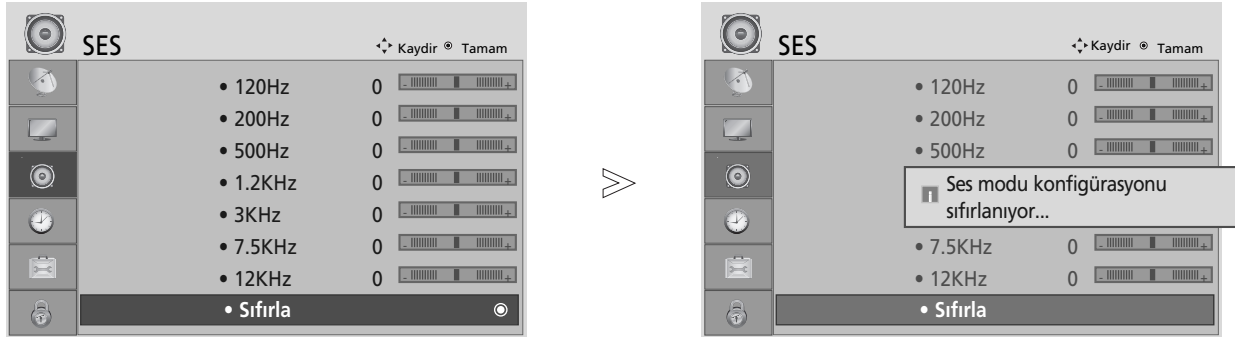 SES
Kaydir Tamam
• 120Hz 0 - +
• 200Hz 0 - +
• 500Hz 0 - +
• 1.2KHz 0 - +
• 3KHz 0 - +
• 7.5KHz 0 - +
• 12KHz 0 - +
• Sıfırla
SES
Kaydir Tamam
• 120Hz 0 - +
• 200Hz 0 - +
• 500Hz 0 - +
Ses modu konfigürasyonu
sıfırlanıyor...
• 7.5KHz 0 - +
• 12KHz 0 - +
• Sıfırla